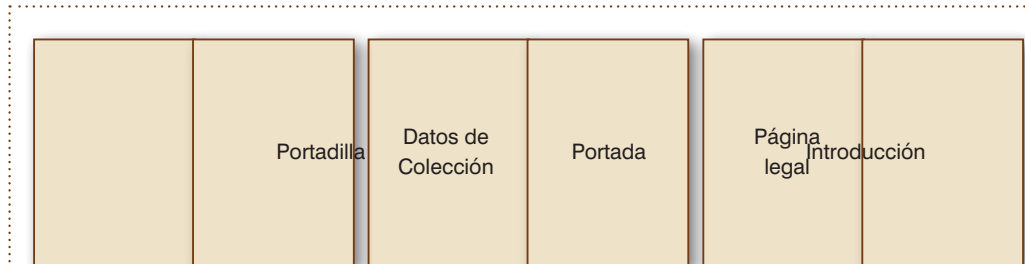 Portadilla
Datos de
Colección
Portada
Página
legal
Introducción